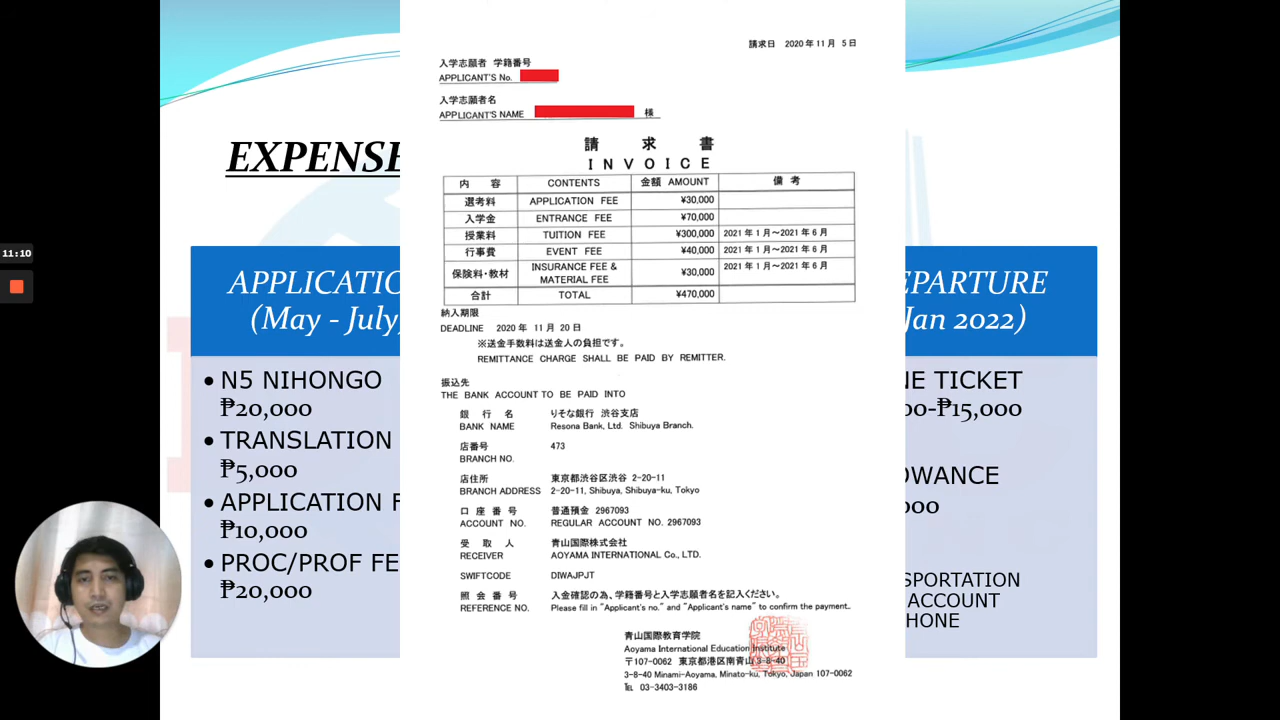 11:10
EXPENSE
APPLICATIO
(May - July,
• N5 NIHONGO
₱20,000
• TRANSLATION
₱5,000
• APPLICATION F
₱10,000
• PROC/PROF FE
₱20,000
請求日 2020年11月 5日
入学志願者 学籍番号
APPLICANT'S No.
入学志願者名
APPLICANT'S NAME 様
請 求 書
INVOICE
内 容 CONTENTS 金額 AMOUNT 備 考
選考料 APPLICATION FEE ¥30,000
入学金 ENTRANCE FEE ¥70,000
授業料 TUITION FEE ¥300,000 2021年1月～2021年6月
行事費 EVENT FEE ¥40,000 2021年1月～2021年6月
保険料・教材 INSURANCE FEE & MATERIAL FEE ¥30,000 2021年1月～2021年6月
合計 TOTAL ¥470,000
納入期限
DEADLINE 2020年 11月 20日
※送金手数料は送金人の負担です。
REMITTANCE CHARGE SHALL BE PAID BY REMITTER.
振込先
THE BANK ACCOUNT TO BE PAID INTO
銀 行 名 りそな銀行 渋谷支店
BANK NAME Resona Bank, Ltd. Shibuya Branch.
店番号 473
BRANCH NO.
店住所 東京都渋谷区渋谷 2-20-11
BRANCH ADDRESS 2-20-11, Shibuya, Shibuya-ku, Tokyo
口 座 番 号 普通預金 2967093
ACCOUNT NO. REGULAR ACCOUNT NO. 2967093
受 取 人 青山国際株式会社
RECEIVER AOYAMA INTERNATIONAL Co., LTD.
SWIFTCODE DIWAJPJT
照 会 番 号 入金確認の為、学籍番号と入学志願者名を記入ください。
REFERENCE NO. Please fill in "Applicant's no." and "Applicant's name" to confirm the payment.
青山国際教育学院
Aoyama International Education Institute
〒107-0062 東京都港区南青山 3-8-40
3-8-40 Minami-Aoyama, Minato-ku, Tokyo, Japan 107-0062
℡ 03-3403-3186
EPARTURE
Jan 2022)
NE TICKET
00-₱15,000
OWANCE
000
SPORTATION
ACCOUNT
HONE